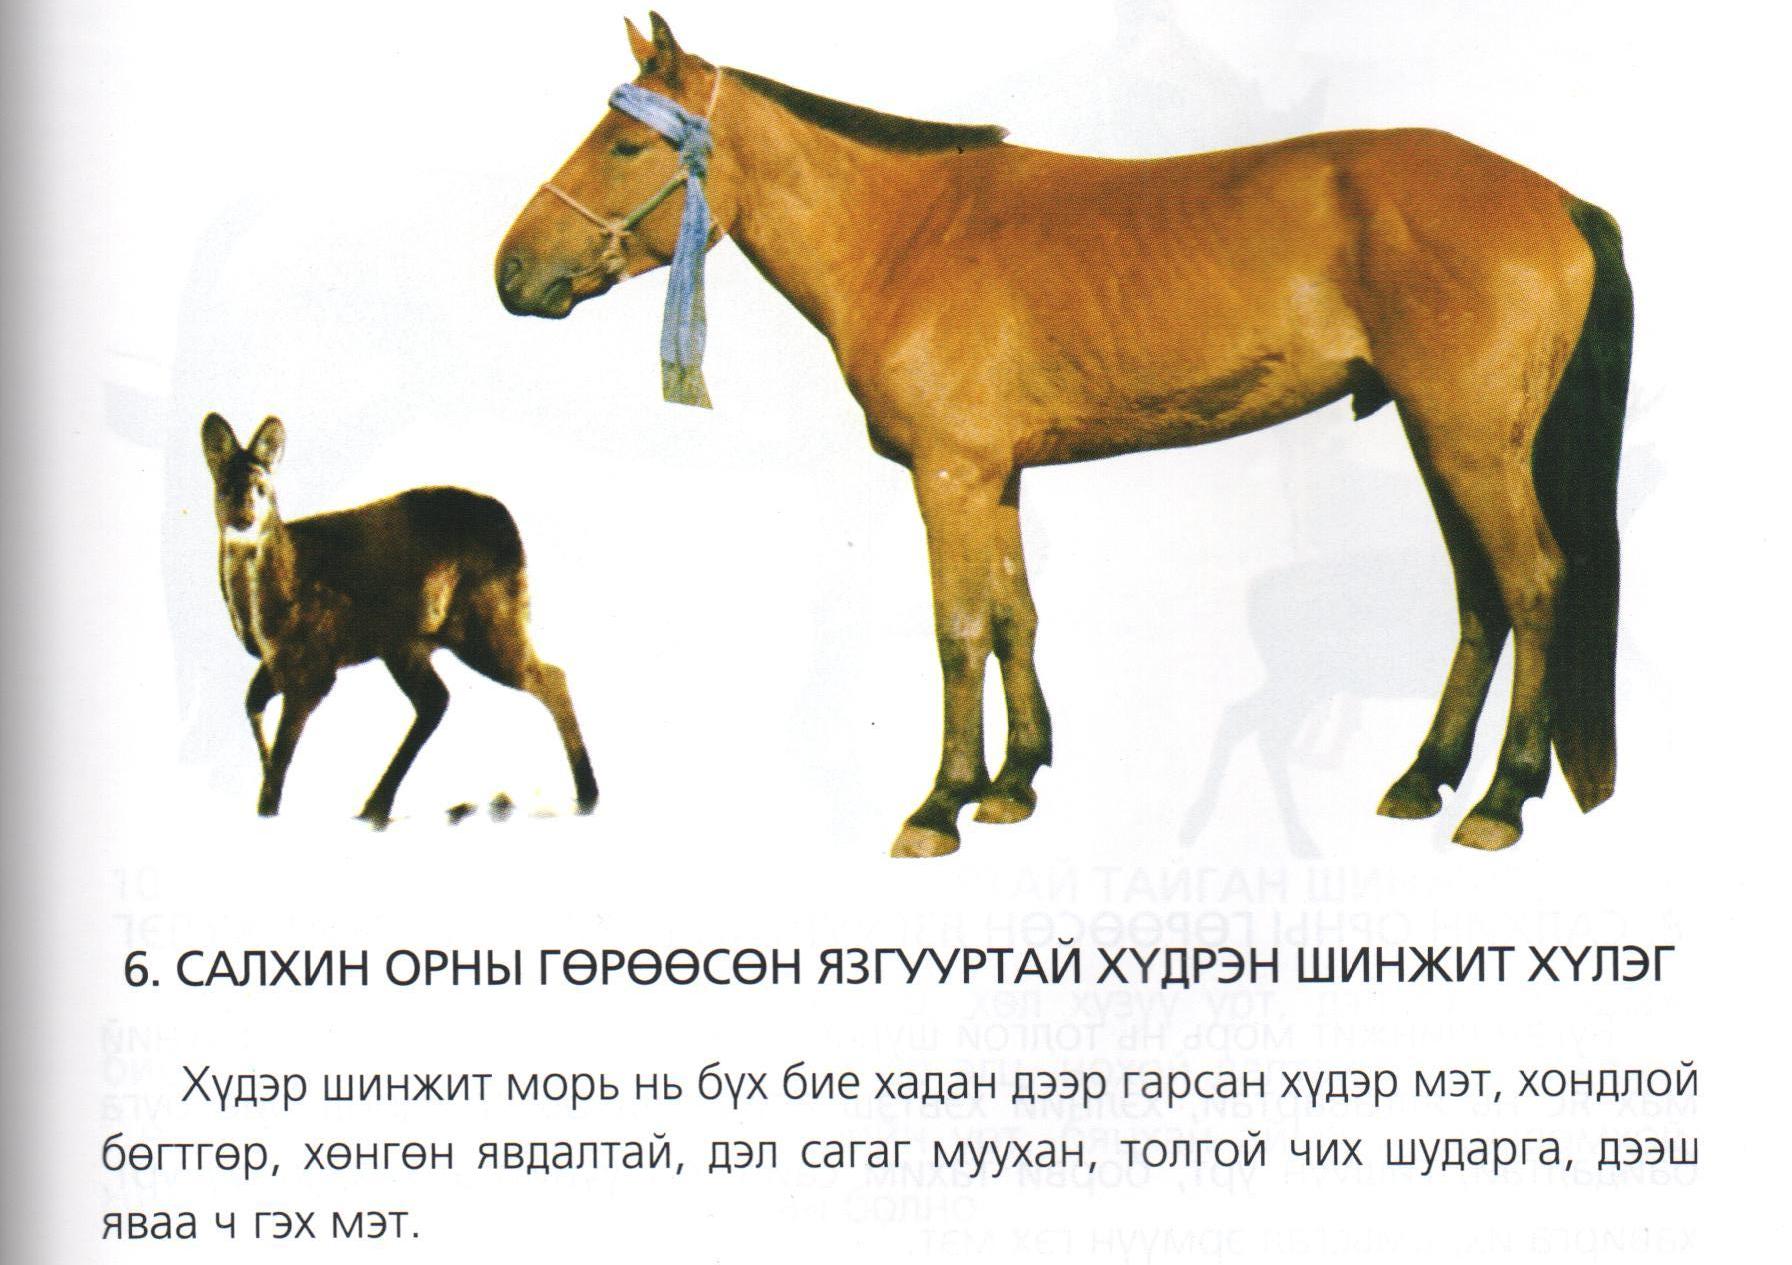 6. САЛХИН ОРНЫ ГӨРӨӨСӨН ЯЗГУУРТАЙ ХҮДРЭН ШИНЖИТ ХҮЛЭГ
Хүдэр шинжит морь нь бүх бие хадан дээр гарсан хүдэр мэт, хондлой
бөгтгөр, хөнгөн явдалтай, дэл сагаг муухан, толгой чих шударга, дээш
яваа ч гэх мэт.